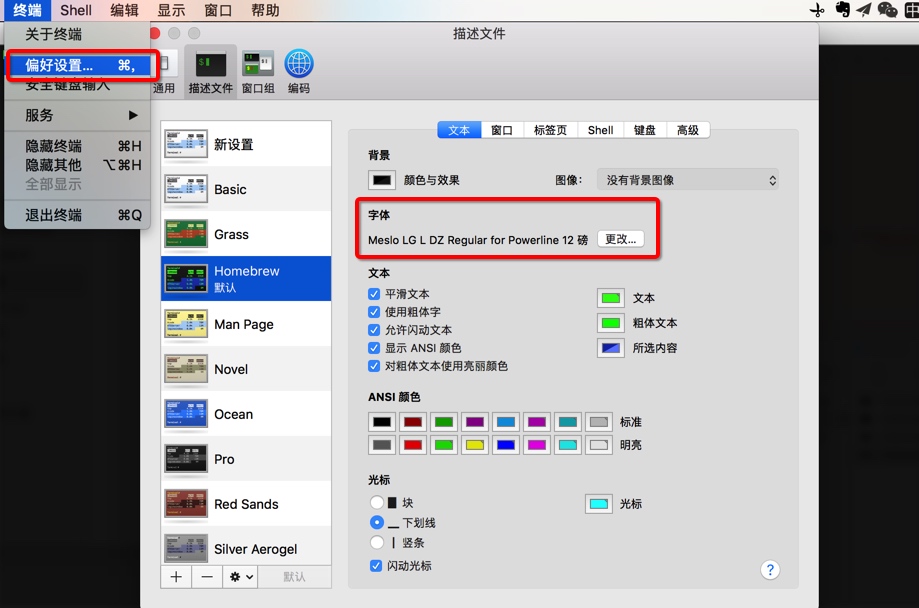 终端 Shell 编辑 显示 窗口 帮助
关于终端
偏好设置... ⌘,
安全键盘输入
服务 ▶
隐藏终端 ⌘H
隐藏其他 ⌥⌘H
全部显示
退出终端 ⌘Q
描述文件
通用 描述文件 窗口组 编码
新设置
Basic
Grass
Homebrew
默认
Man Page
Novel
Ocean
Pro
Red Sands
Silver Aerogel
默认
文本 窗口 标签页 Shell 键盘 高级
背景
颜色与效果 图像： 没有背景图像
字体
Meslo LG L DZ Regular for Powerline 12 磅 更改...
文本
平滑文本
使用粗体字
允许闪动文本
显示 ANSI 颜色
对粗体文本使用亮丽颜色
文本
粗体文本
所选内容
ANSI 颜色
标准
明亮
光标
块
下划线
竖条
闪动光标
光标
?